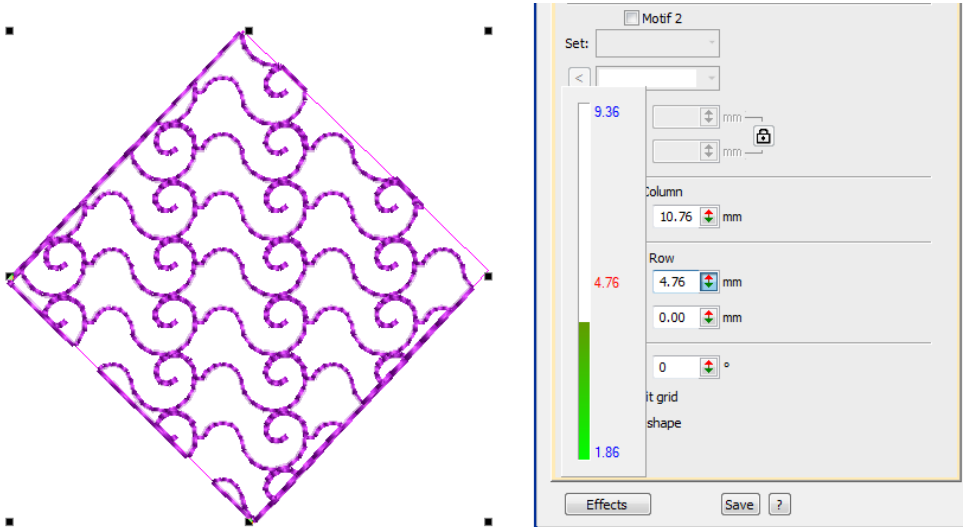 Motif 2
Set:
<
9.36
mm
mm
Column
10.76 mm
Row
4.76
4.76 mm
0.00 mm
0 °
it grid
shape
1.86
Effects Save ?